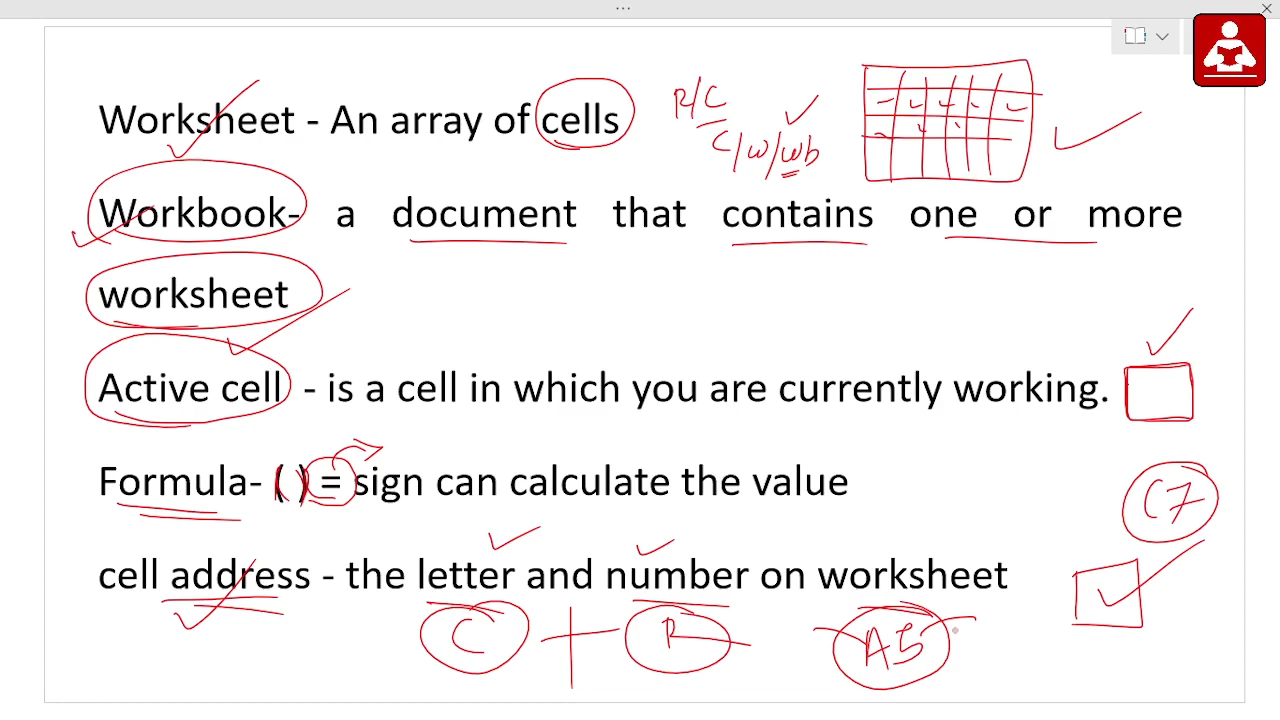 Worksheet - An array of cells
R/C
C/W/wb
Workbook- a document that contains one or more
worksheet
Active cell - is a cell in which you are currently working.
Formula- ( ) = sign can calculate the value
C7
cell address - the letter and number on worksheet
C + R A5